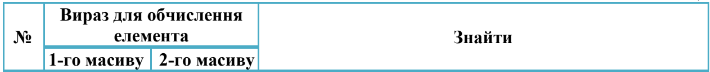 №
Вираз для обчислення
елемента
Знайти
1-го масиву 2-го масиву